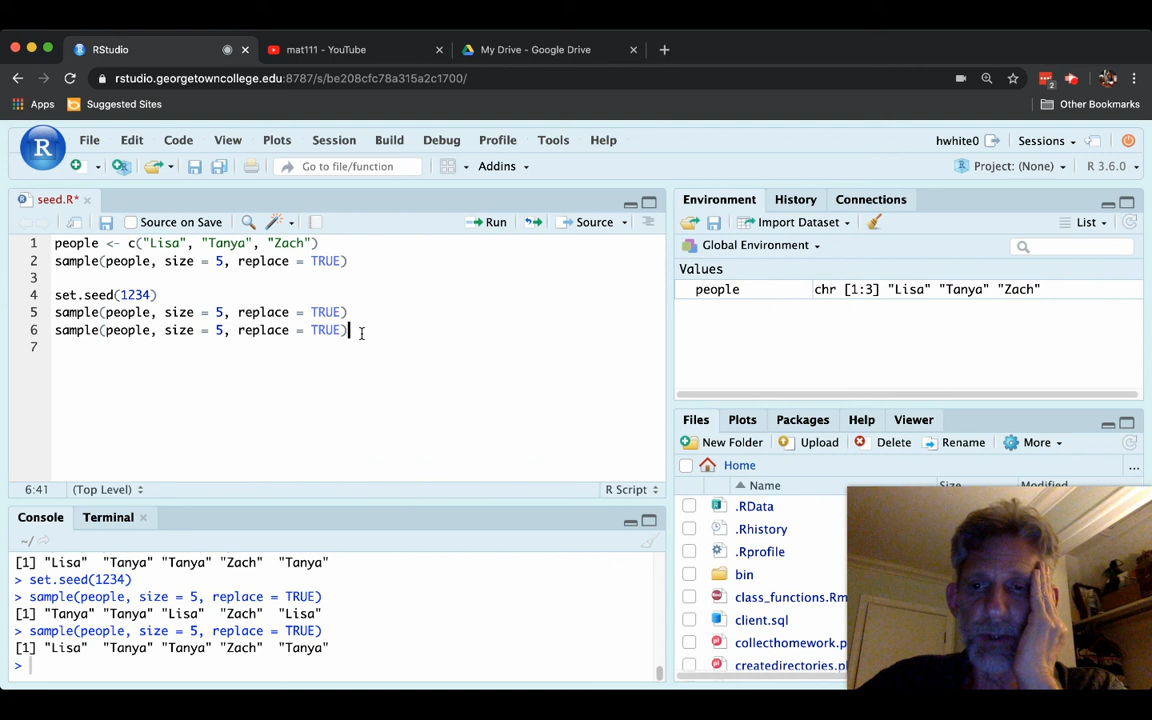 RStudio
mat111 - YouTube
My Drive - Google Drive
rstudio.georgetowncollege.edu:8787/s/be208cfc78a315a2c1700/
2
Apps
Suggested Sites
Other Bookmarks
R
File Edit Code View Plots Session Build Debug Profile Tools Help
hwhite0
Sessions
Go to file/function
Addins
Project: (None)
R 3.6.0
seed.R*
Source on Save
Run
Source
1 people <- c("Lisa", "Tanya", "Zach")
2 sample(people, size = 5, replace = TRUE)
3
4 set.seed(1234)
5 sample(people, size = 5, replace = TRUE)
6 sample(people, size = 5, replace = TRUE)
7
6:41 (Top Level)
R Script
Console Terminal
~/
[1] "Lisa" "Tanya" "Tanya" "Zach" "Tanya"
> set.seed(1234)
> sample(people, size = 5, replace = TRUE)
[1] "Tanya" "Tanya" "Lisa" "Zach" "Lisa"
> sample(people, size = 5, replace = TRUE)
[1] "Lisa" "Tanya" "Tanya" "Zach" "Tanya"
>
Environment History Connections
Import Dataset
List
Global Environment
Values
people chr [1:3] "Lisa" "Tanya" "Zach"
Files Plots Packages Help Viewer
New Folder Upload Delete Rename More
Home
...
Name Size Modified
.RData
.Rhistory
.Rprofile
bin
class_functions.Rm
client.sql
collecthomework.p
createdirectories.pl